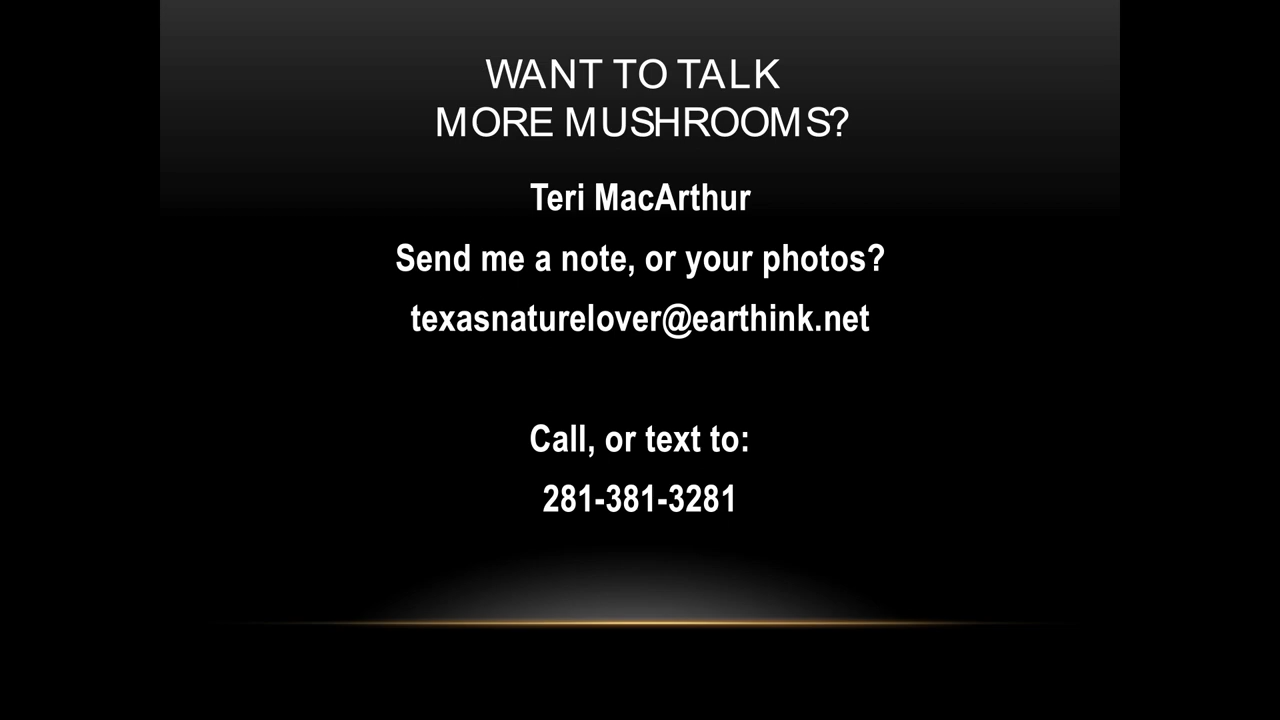 WANT TO TALK
MORE MUSHROOMS?
Teri MacArthur
Send me a note, or your photos?
texasnaturelover@earthink.net
Call, or text to:
281-381-3281